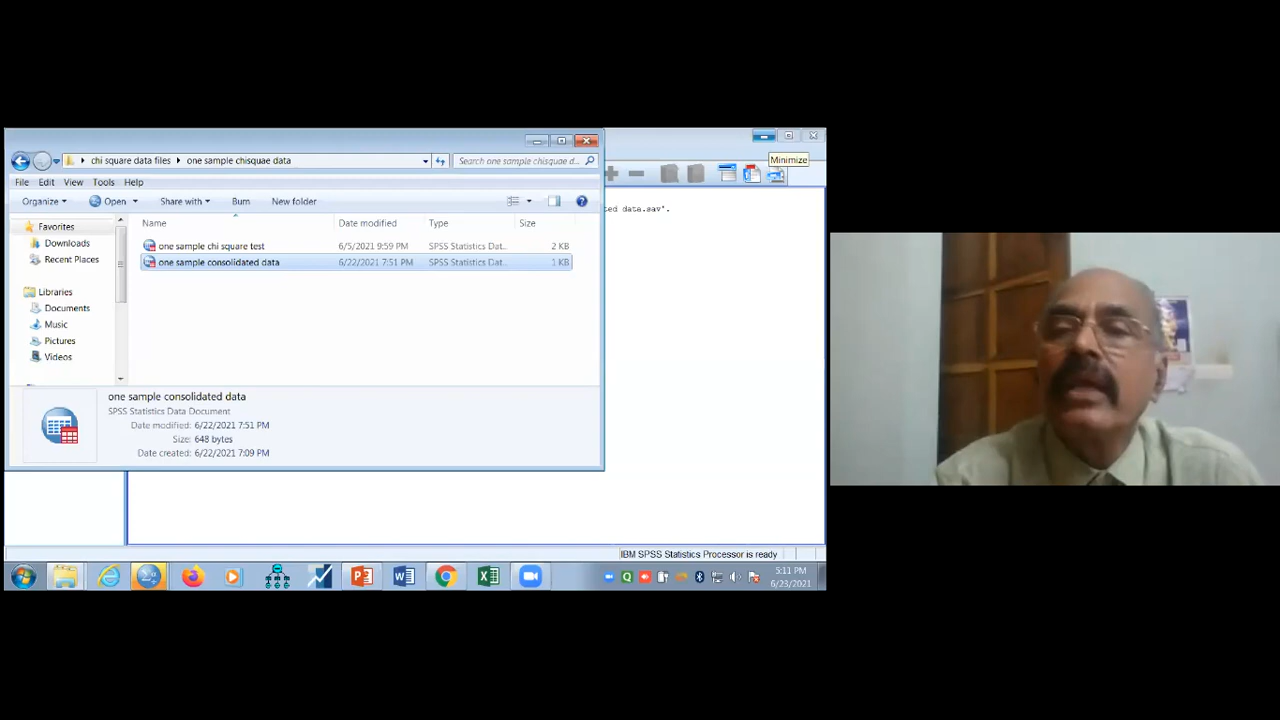 Minimize
chi square data files
one sample chisquae data
Search one sample chisquae d...
File Edit View Tools Help
Organize Open Share with Burn New folder
ed data.sav'.
Favorites
Downloads
Recent Places
Libraries
Documents
Music
Pictures
Videos
Name Date modified Type Size
one sample chi square test 6/5/2021 9:59 PM SPSS Statistics Dat... 2 KB
one sample consolidated data 6/22/2021 7:51 PM SPSS Statistics Dat... 1 KB
one sample consolidated data
SPSS Statistics Data Document
Date modified: 6/22/2021 7:51 PM
Size: 648 bytes
Date created: 6/22/2021 7:09 PM
IBM SPSS Statistics Processor is ready
5:11 PM
6/23/2021